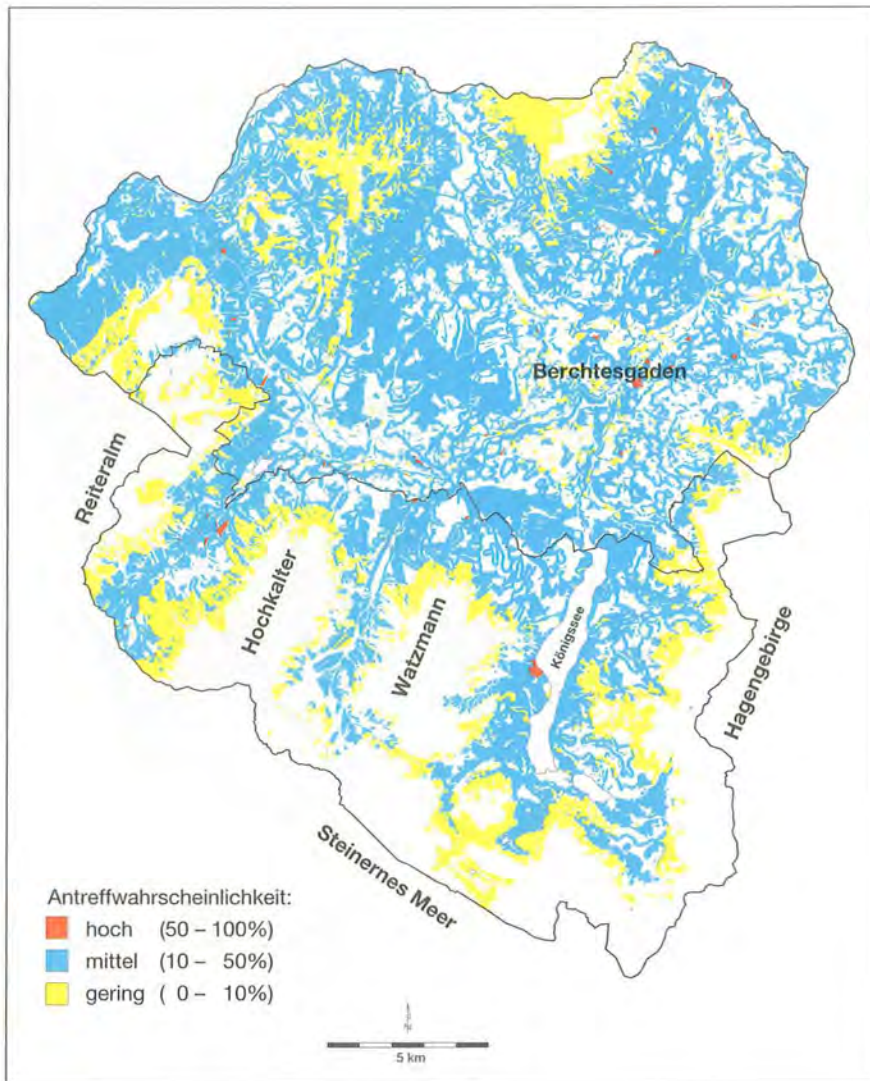 Berchtesgaden
Reiteralm
Hochkalter
Watzmann
Königssee
Hagengebirge
Steinernes Meer
Antreffwahrscheinlichkeit:
hoch (50 – 100%)
mittel (10 – 50%)
gering ( 0 – 10%)
N
5 km